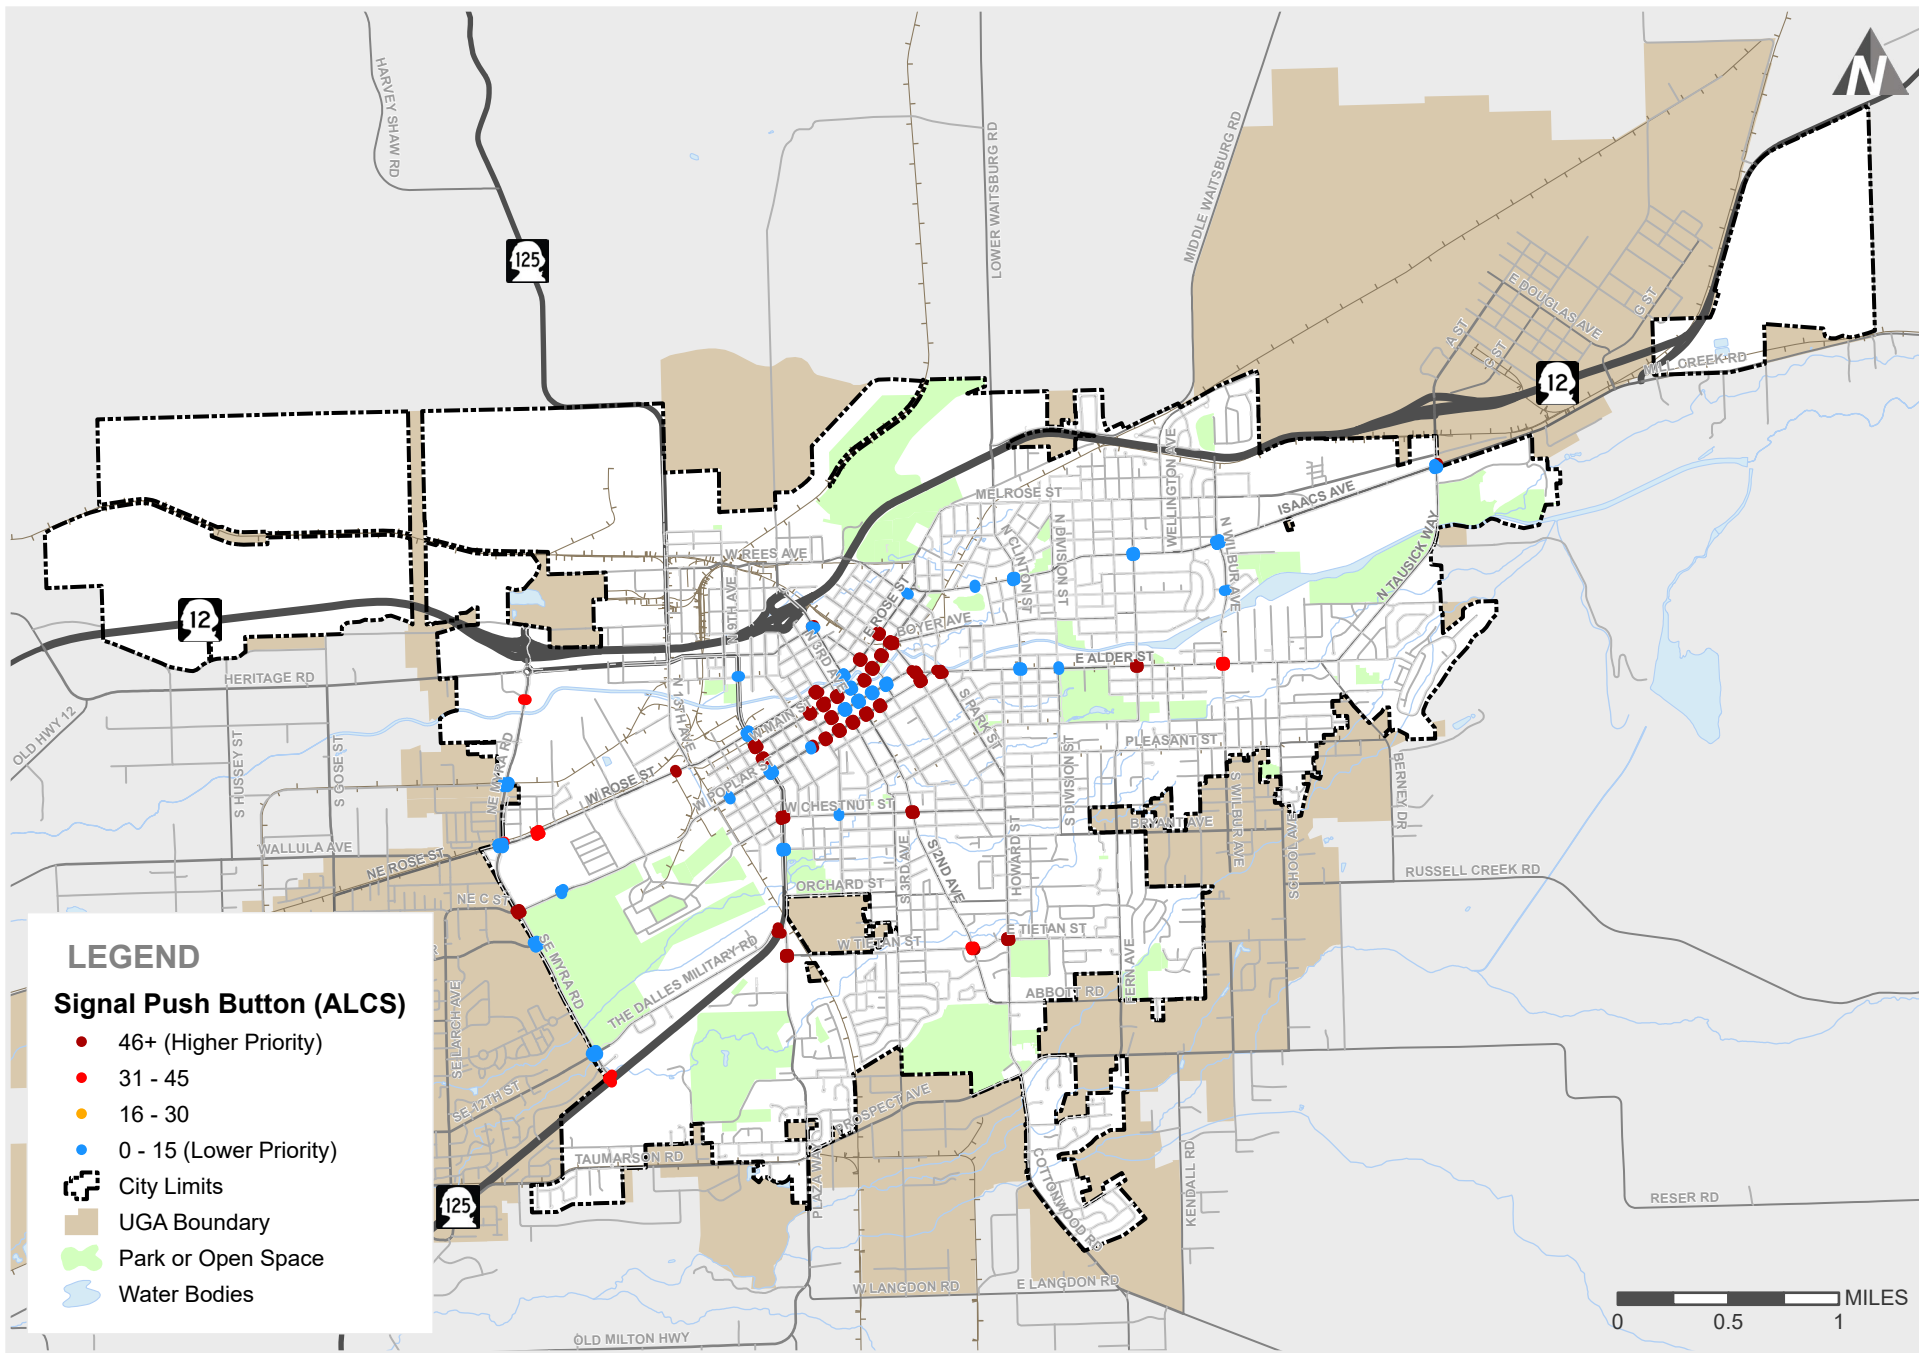 N
HARVEY SHAW RD
LOWER WAITSBURG RD
MIDDLE WAITSBURG RD
125
E DOUGLAS AVE
A ST
G ST
G ST
12
MILL CREEK RD
MELROSE ST
WELLINGTON AVE
ISAACS AVE
N WILBUR AVE
N TAUSICK WAY
N CLINTON ST
N DIVISION ST
W REES AVE
N 9TH AVE
E ROSE ST
BOYER AVE
N 3RD AVE
E ALDER ST
12
HERITAGE RD
OLD HWY 12
N 13TH AVE
W MAIN ST
S PARK ST
PLEASANT ST
S HUSSEY ST
S GOSE ST
NE MYRA RD
W ROSE ST
W POPLAR ST
W CHESTNUT ST
S DIVISION ST
BRYANT AVE
S WILBUR AVE
SCHOOL AVE
BERNEY DR
WALLULA AVE
NE ROSE ST
NE C ST
ORCHARD ST
S 3RD AVE
S 2ND AVE
HOWARD ST
RUSSELL CREEK RD
SE MYRA RD
THE DALLES MILITARY RD
W TIETAN ST
E TIETAN ST
FERN AVE
ABBOTT RD
SE LARCH AVE
SE 12TH ST
PROSPECT AVE
TAUMARSON RD
PLAZA WAY
COTTONWOOD RD
KENDALL RD
RESER RD
125
W LANGDON RD
E LANGDON RD
OLD MILTON HWY
LEGEND
Signal Push Button (ALCS)
46+ (Higher Priority)
31 - 45
16 - 30
0 - 15 (Lower Priority)
City Limits
UGA Boundary
Park or Open Space
Water Bodies
MILES
0 0.5 1